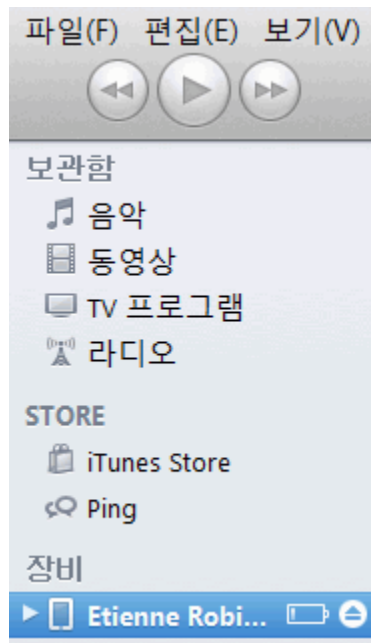 파일(F) 편집(E) 보기(V)
보관함
음악
동영상
TV 프로그램
라디오
STORE
iTunes Store
Ping
장비
Etienne Robi...